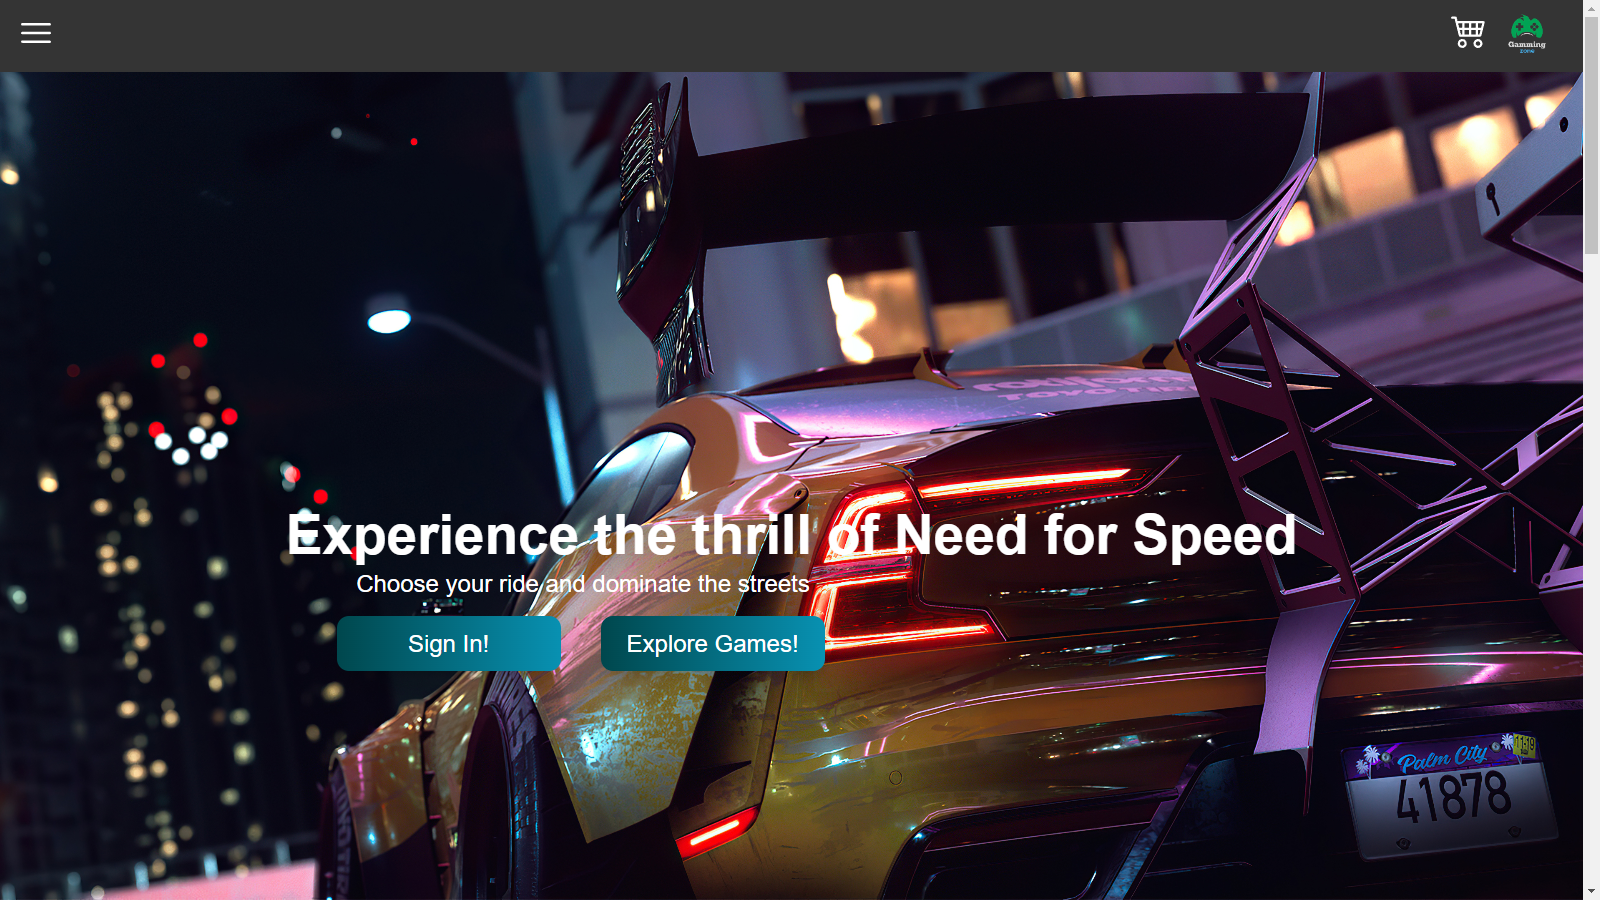 Gamming
zone
Experience the thrill of Need for Speed
Choose your ride and dominate the streets
Sign In!
Explore Games!
Palm City
41878